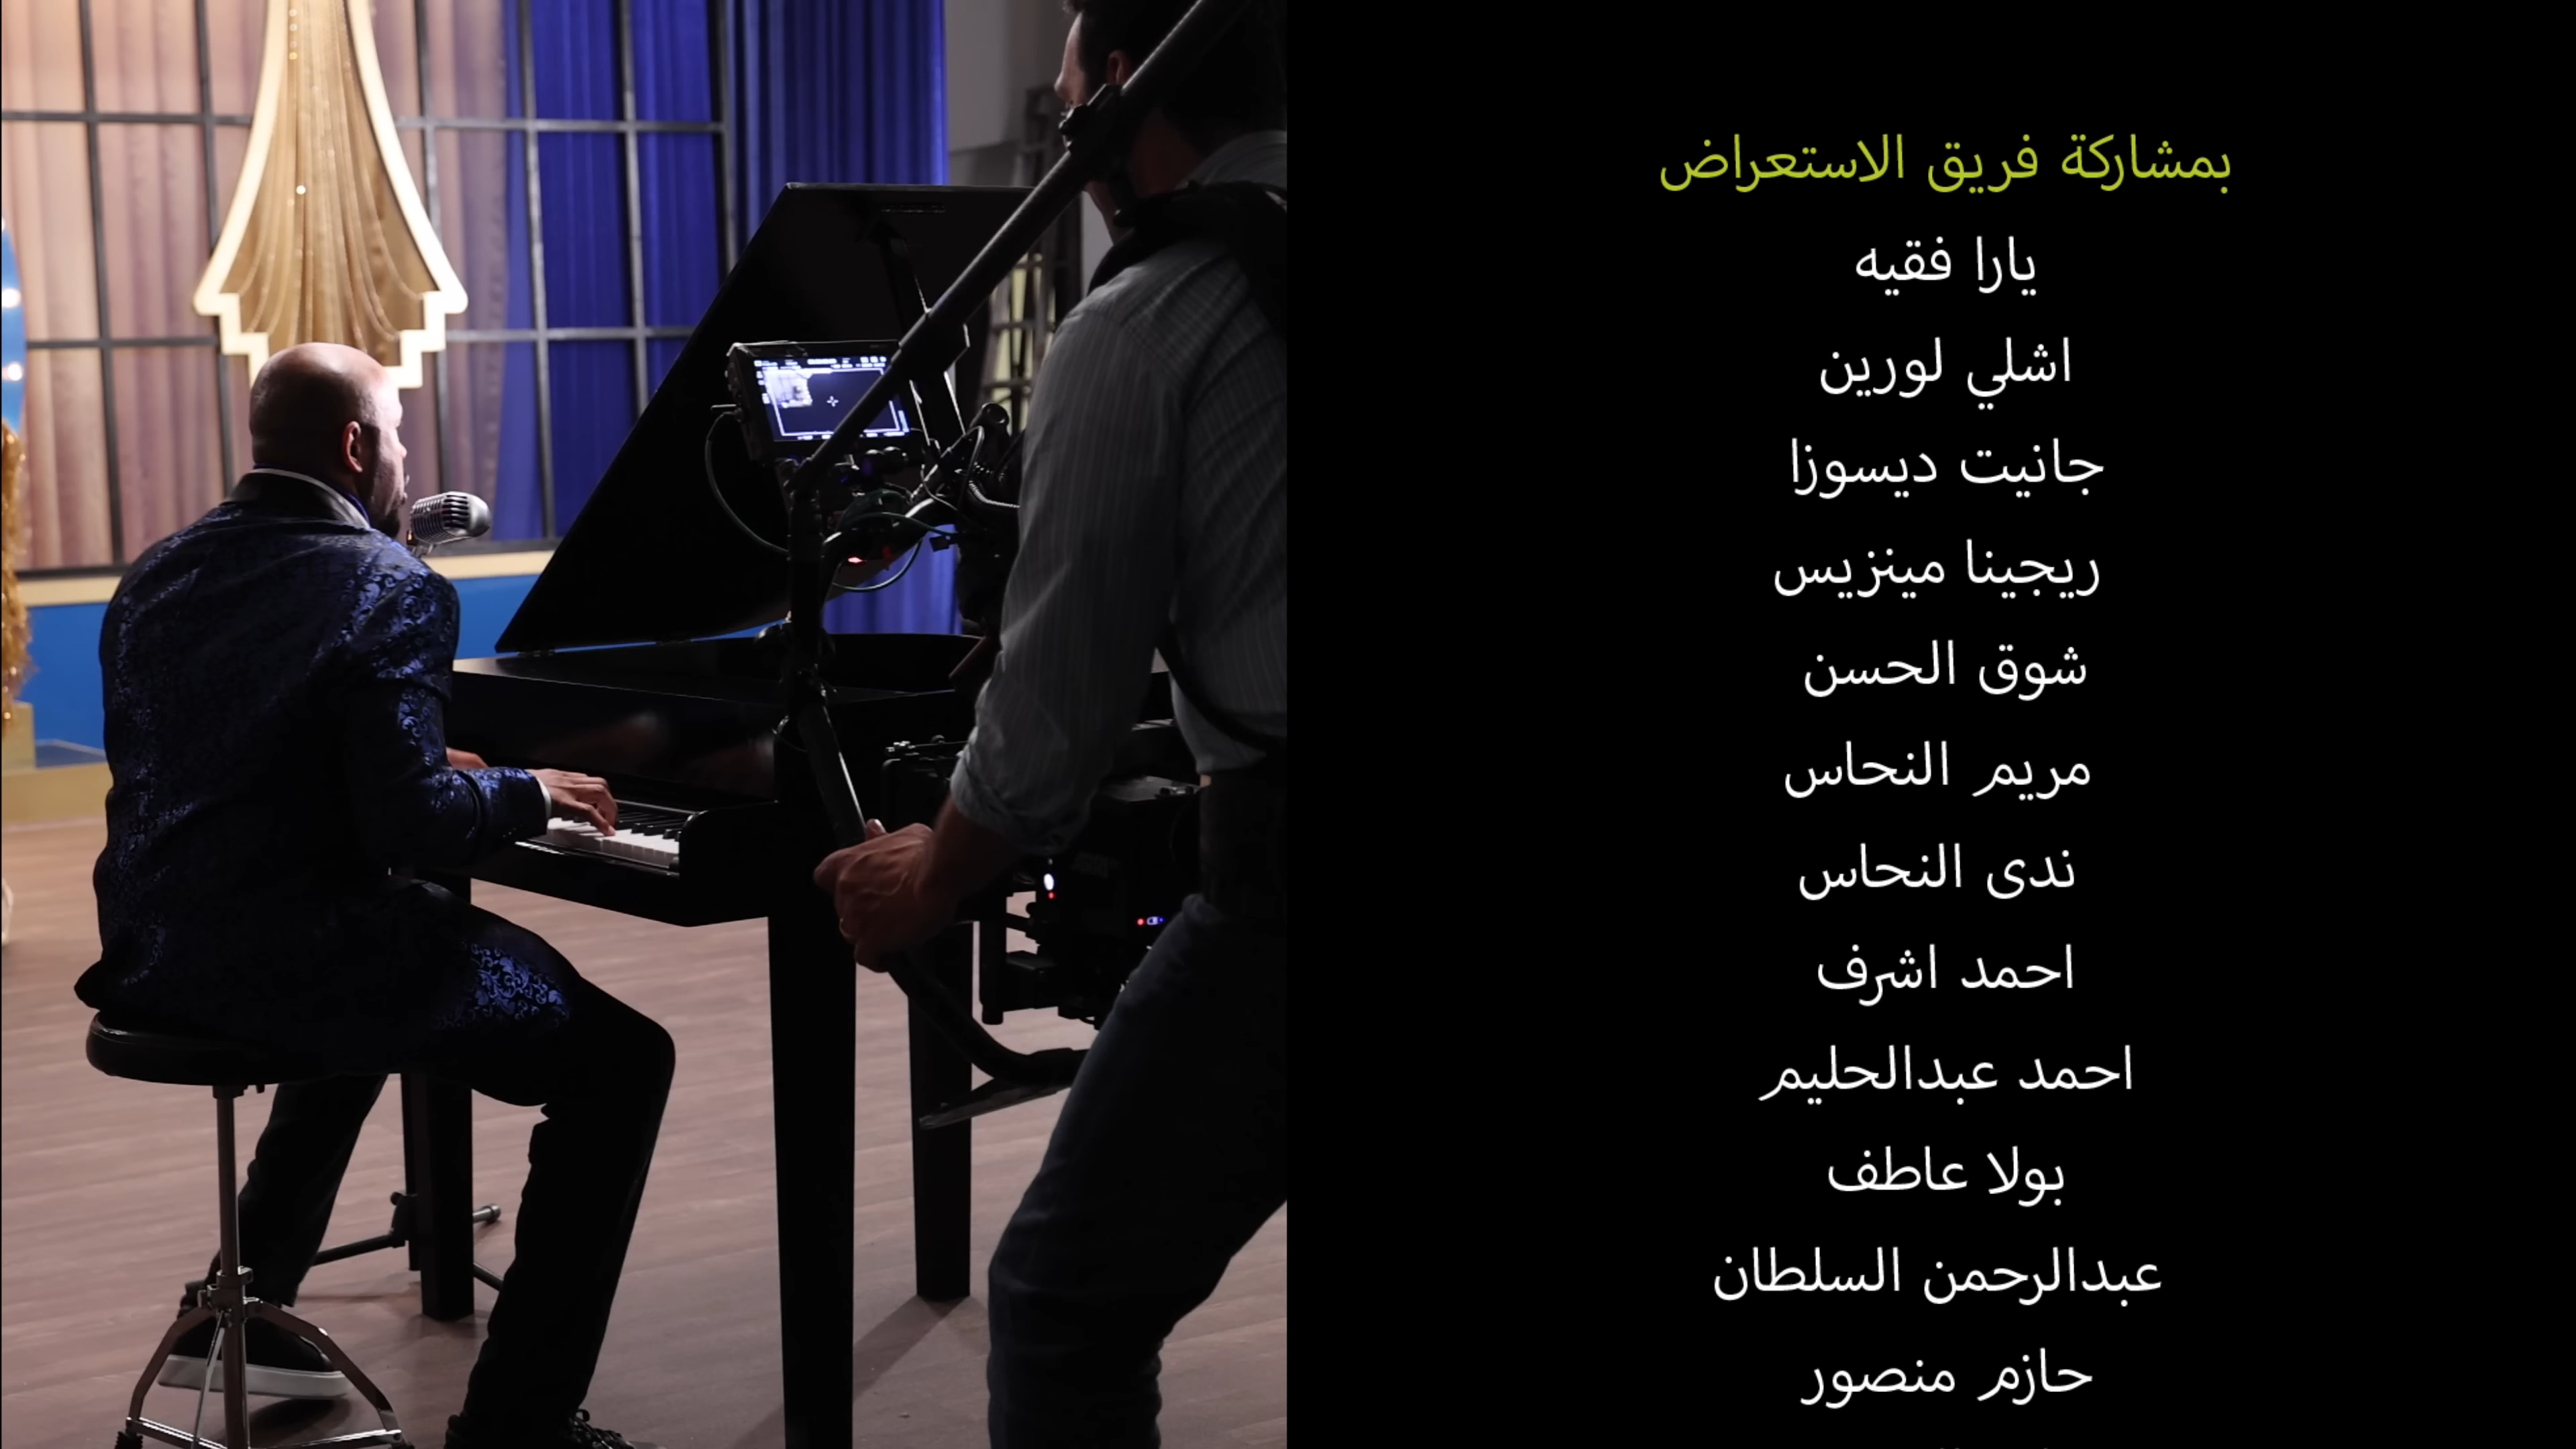 بمشاركة فريق الاستعراض
يارا فقيه
اشلي لورين
جانيت ديسوزا
ريجينا مينزيس
شوق الحسن
مريم النحاس
ندى النحاس
احمد اشرف
احمد عبدالحليم
بولا عاطف
عبدالرحمن السلطان
حازم منصور